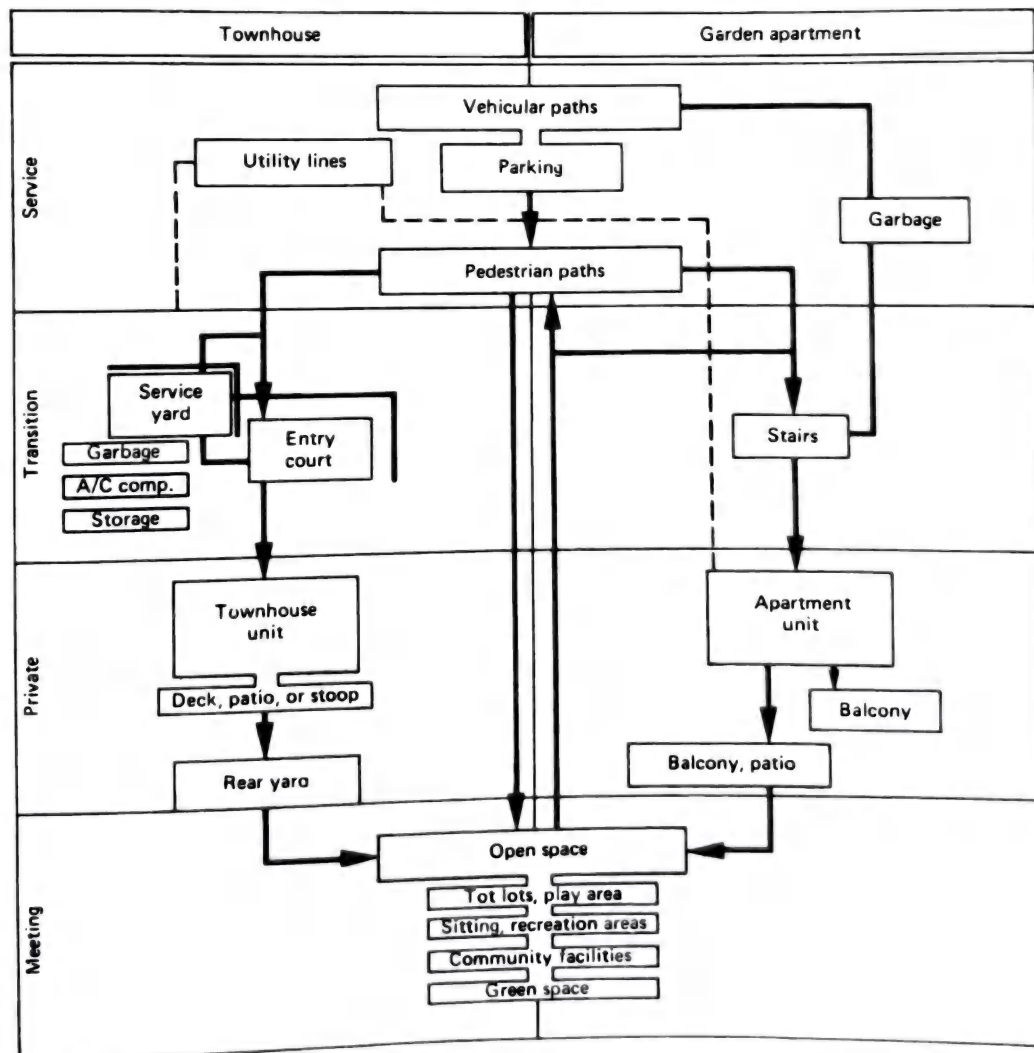 Townhouse
Garden apartment
Service
Vehicular paths
Utility lines
Parking
Garbage
Pedestrian paths
Transition
Service
yard
Entry
court
Stairs
Garbage
A/C comp.
Storage
Private
Townhouse
unit
Apartment
unit
Deck, patio, or stoop
Balcony
Rear yard
Balcony, patio
Meeting
Open space
Tot lots, play area
Sitting, recreation areas
Community facilities
Green space